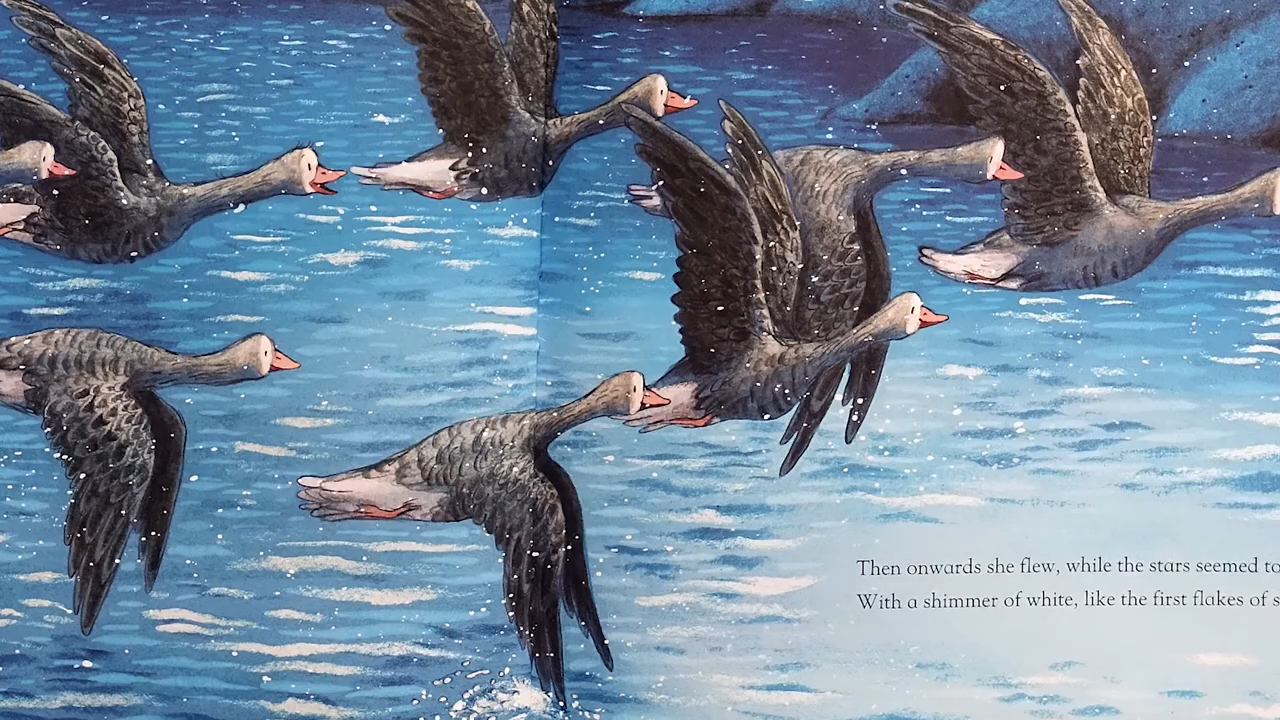 Then onwards she flew, while the stars seemed to
With a shimmer of white, like the first flakes of